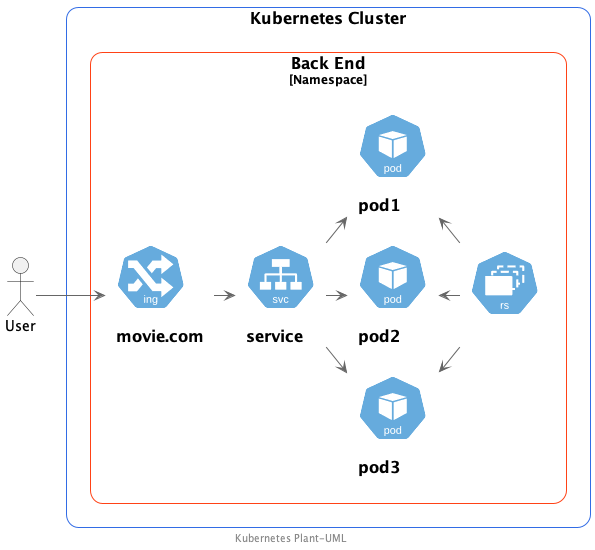 Kubernetes Cluster
Back End
[Namespace]
pod
pod1
User
ing
movie.com
svc
service
pod
pod2
rs
pod
pod3
Kubernetes Plant-UML